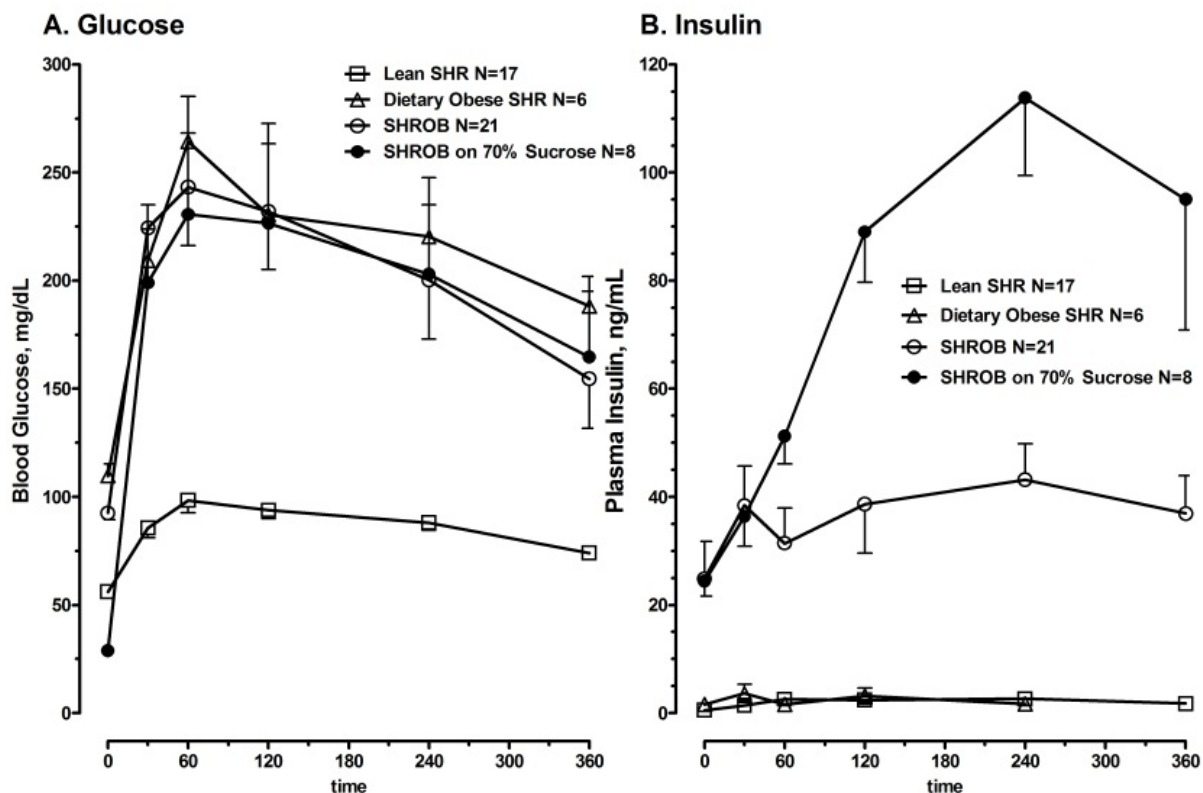 A. Glucose
300
250
200
150
100
50
0
Blood Glucose, mg/dL
Lean SHR N=17
Dietary Obese SHR N=6
SHROB N=21
SHROB on 70% Sucrose N=8
0 60 120 180 240 300 360
time
B. Insulin
120
100
80
60
40
20
0
Plasma Insulin, ng/mL
Lean SHR N=17
Dietary Obese SHR N=6
SHROB N=21
SHROB on 70% Sucrose N=8
0 60 120 180 240 300 360
time